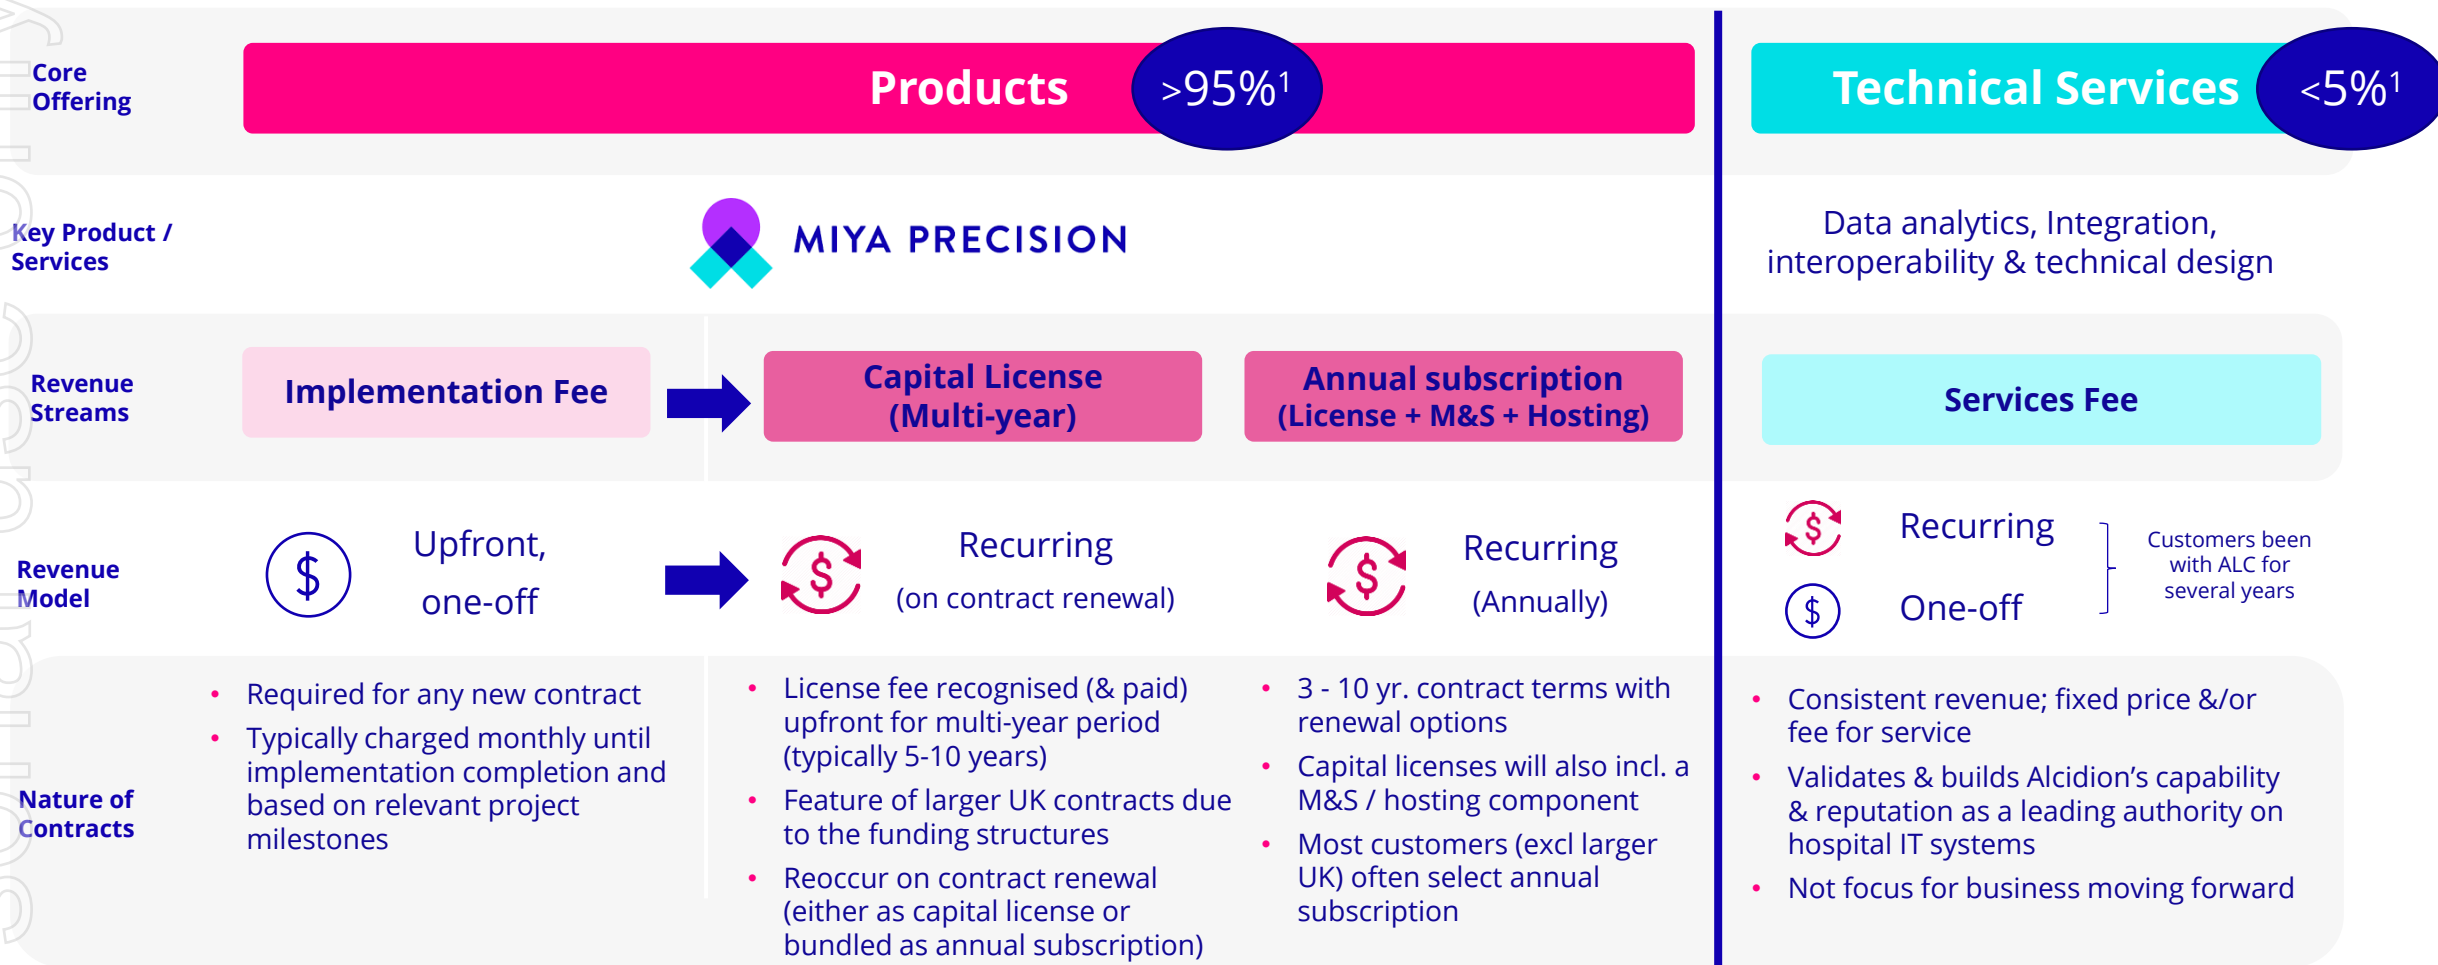 Core
Offering
Products
>95%1
Technical Services
<5%1
Key Product /
Services
MIYA PRECISION
Data analytics, Integration,
interoperability & technical design
Revenue
Streams
Implementation Fee
Capital License
(Multi-year)
Annual subscription
(License + M&S + Hosting)
Services Fee
Revenue
Model
$
Upfront,
one-off
$
Recurring
(on contract renewal)
$
Recurring
(Annually)
$
Recurring
$
One-off
Customers been
with ALC for
several years
Nature of
Contracts
• Required for any new contract
• Typically charged monthly until
implementation completion and
based on relevant project
milestones
• License fee recognised (& paid)
upfront for multi-year period
(typically 5-10 years)
• Feature of larger UK contracts due
to the funding structures
• Reoccur on contract renewal
(either as capital license or
bundled as annual subscription)
• 3 - 10 yr. contract terms with
renewal options
• Capital licenses will also incl. a
M&S / hosting component
• Most customers (excl larger
UK) often select annual
subscription
• Consistent revenue; fixed price &/or
fee for service
• Validates & builds Alcidion's capability
& reputation as a leading authority on
hospital IT systems
• Not focus for business moving forward